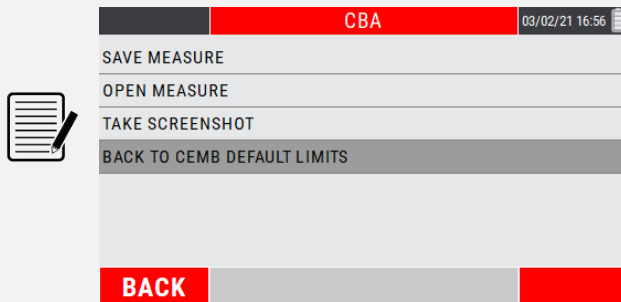 CBA
03/02/21 16:56
SAVE MEASURE
OPEN MEASURE
TAKE SCREENSHOT
BACK TO CEMB DEFAULT LIMITS
BACK